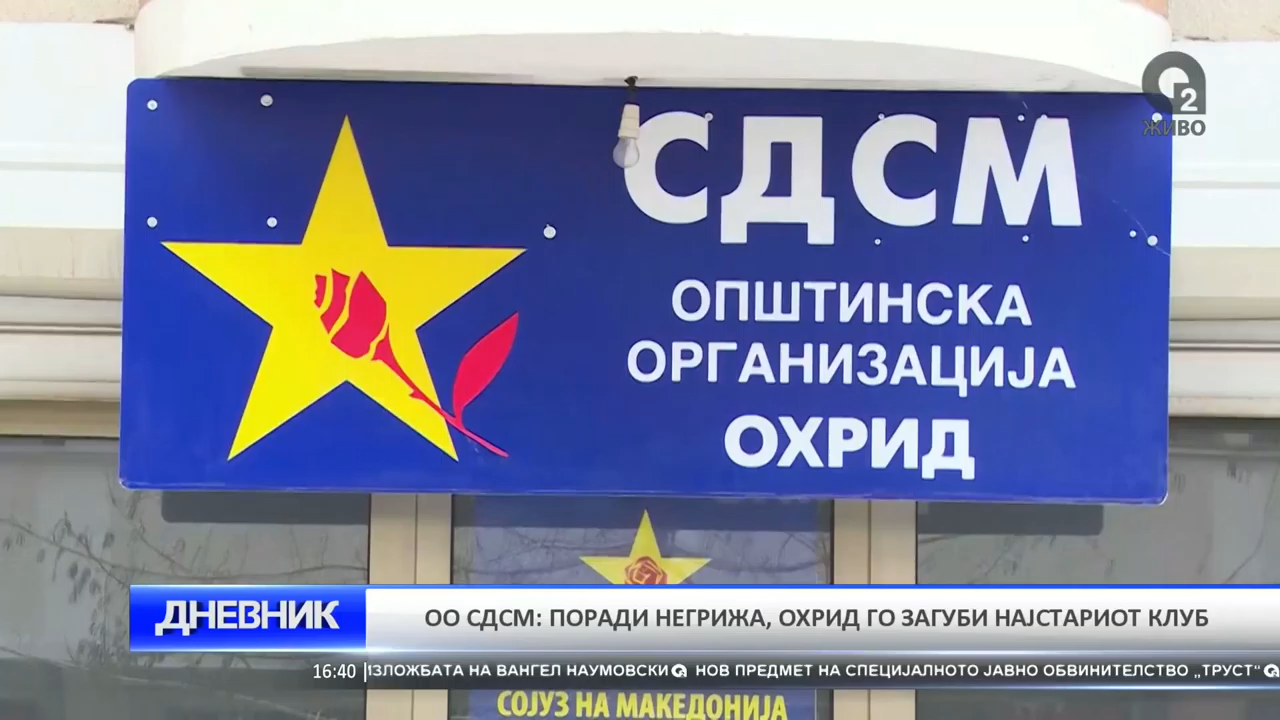 2
ЖИВО
СДСМ
ОПШТИНСКА
ОРГАНИЗАЦИЈА
ОХРИД
ДНЕВНИК
ОО СДСМ: ПОРАДИ НЕГРИЖА, ОХРИД ГО ЗАГУБИ НАЈСТАРИОТ КЛУБ
16:40
ИЗЛОЖБАТА НА ВАНГЕЛ НАУМОВСКИ НОВ ПРЕДМЕТ НА СПЕЦИЈАЛНОТО ЈАВНО ОБВИНИТЕЛСТВО „ТРУСТ“
СОЈУЗ НА МАКЕДОНИЈА